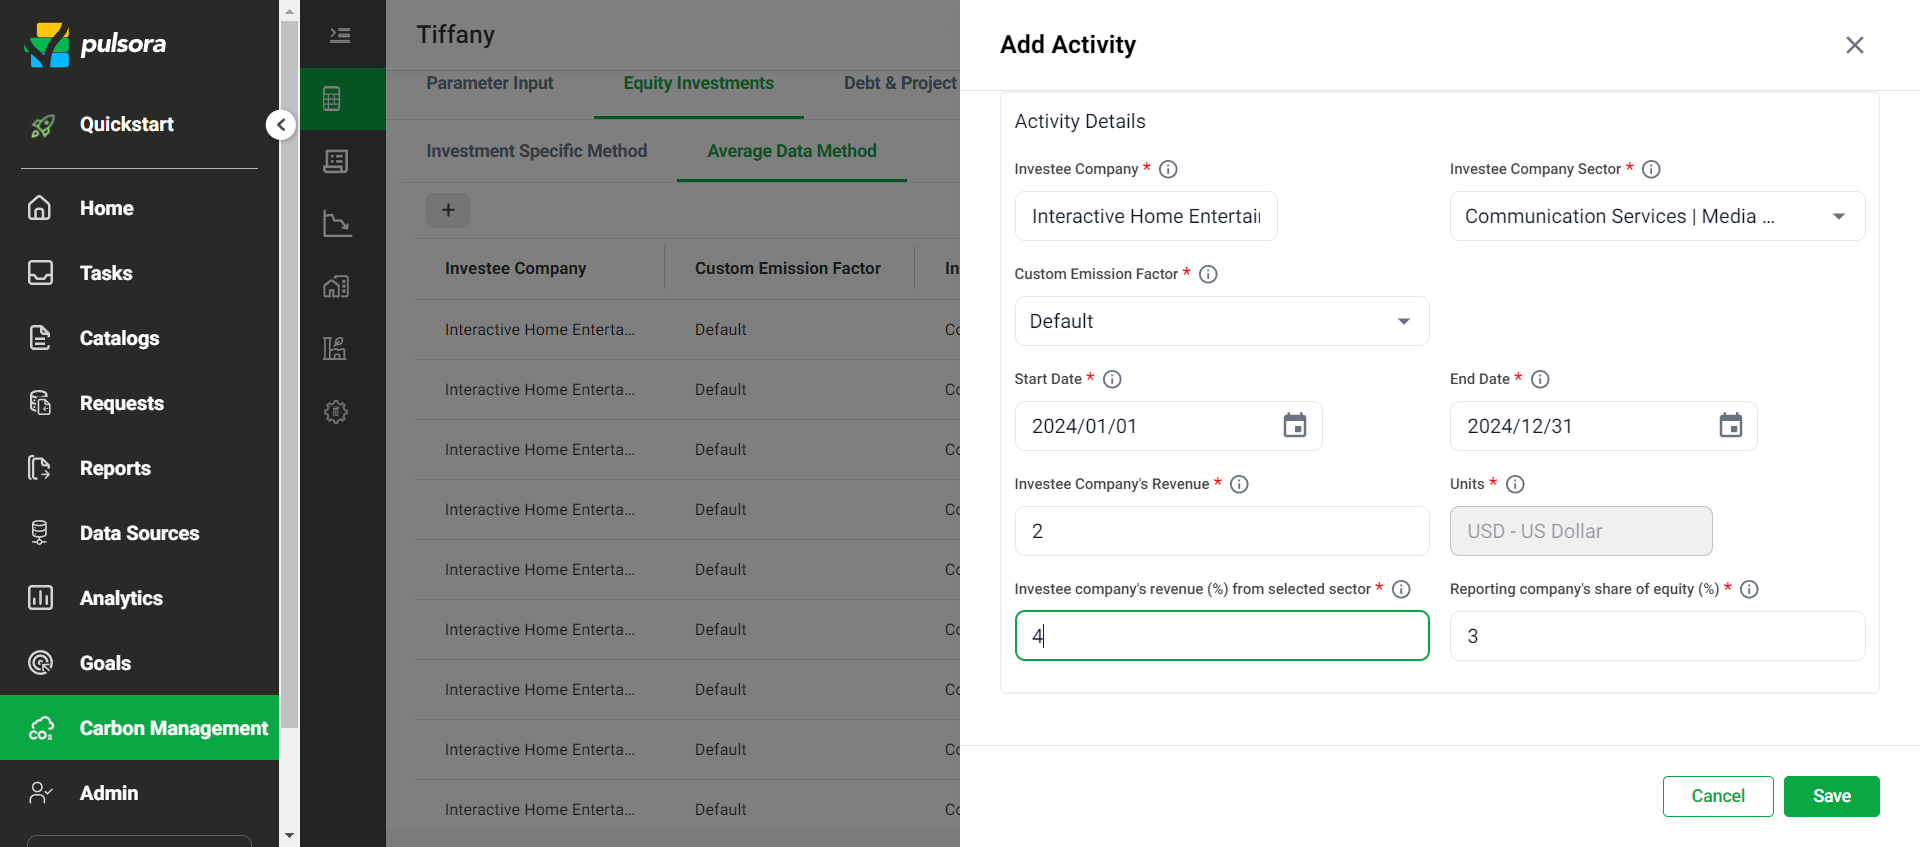 pulsora
Quickstart
Home
Tasks
Catalogs
Requests
Reports
Data Sources
Analytics
Goals
CO₂
Carbon Management
Admin
Tiffany
Parameter Input
Equity Investments
Debt & Project
Investment Specific Method
Average Data Method
+
Investee Company
Custom Emission Factor
In
Interactive Home Enterta...
Default
Co
Interactive Home Enterta...
Default
Co
Interactive Home Enterta...
Default
Co
Interactive Home Enterta...
Default
Co
Interactive Home Enterta...
Default
Co
Interactive Home Enterta...
Default
Co
Interactive Home Enterta...
Default
Co
Interactive Home Enterta...
Default
Co
Interactive Home Enterta...
Default
Co
Add Activity
Activity Details
Investee Company *
Investee Company Sector *
Interactive Home Entertai
Communication Services | Media ...
Custom Emission Factor *
Default
Start Date *
End Date *
2024/01/01
2024/12/31
Investee Company's Revenue *
Units *
2
USD - US Dollar
Investee company's revenue (%) from selected sector *
Reporting company's share of equity (%) *
4
3
Cancel
Save